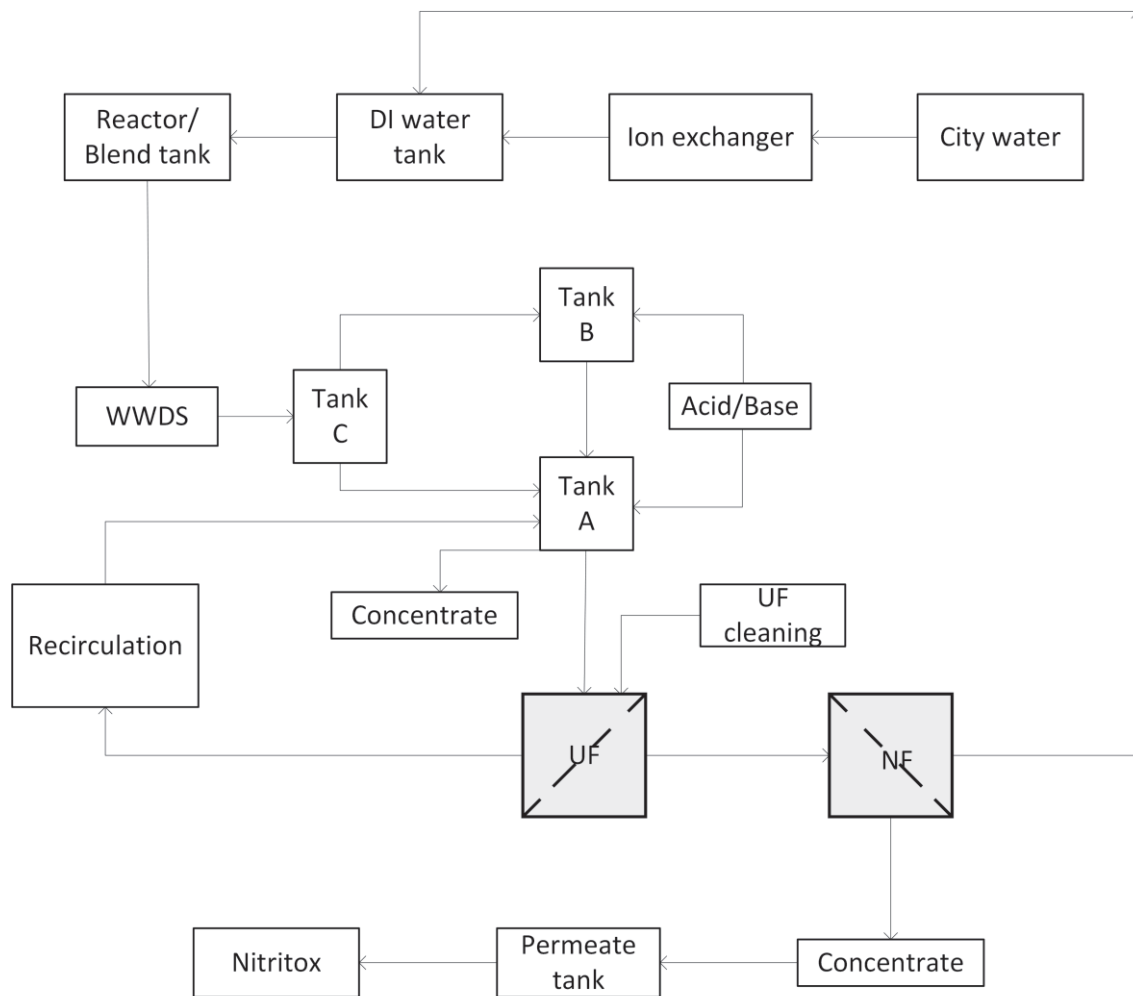 Reactor/
Blend tank
DI water
tank
Ion exchanger
City water
Tank
B
WWDS
Tank
C
Acid/Base
Tank
A
Recirculation
Concentrate
UF
cleaning
UF
NF
Nitritox
Permeate
tank
Concentrate